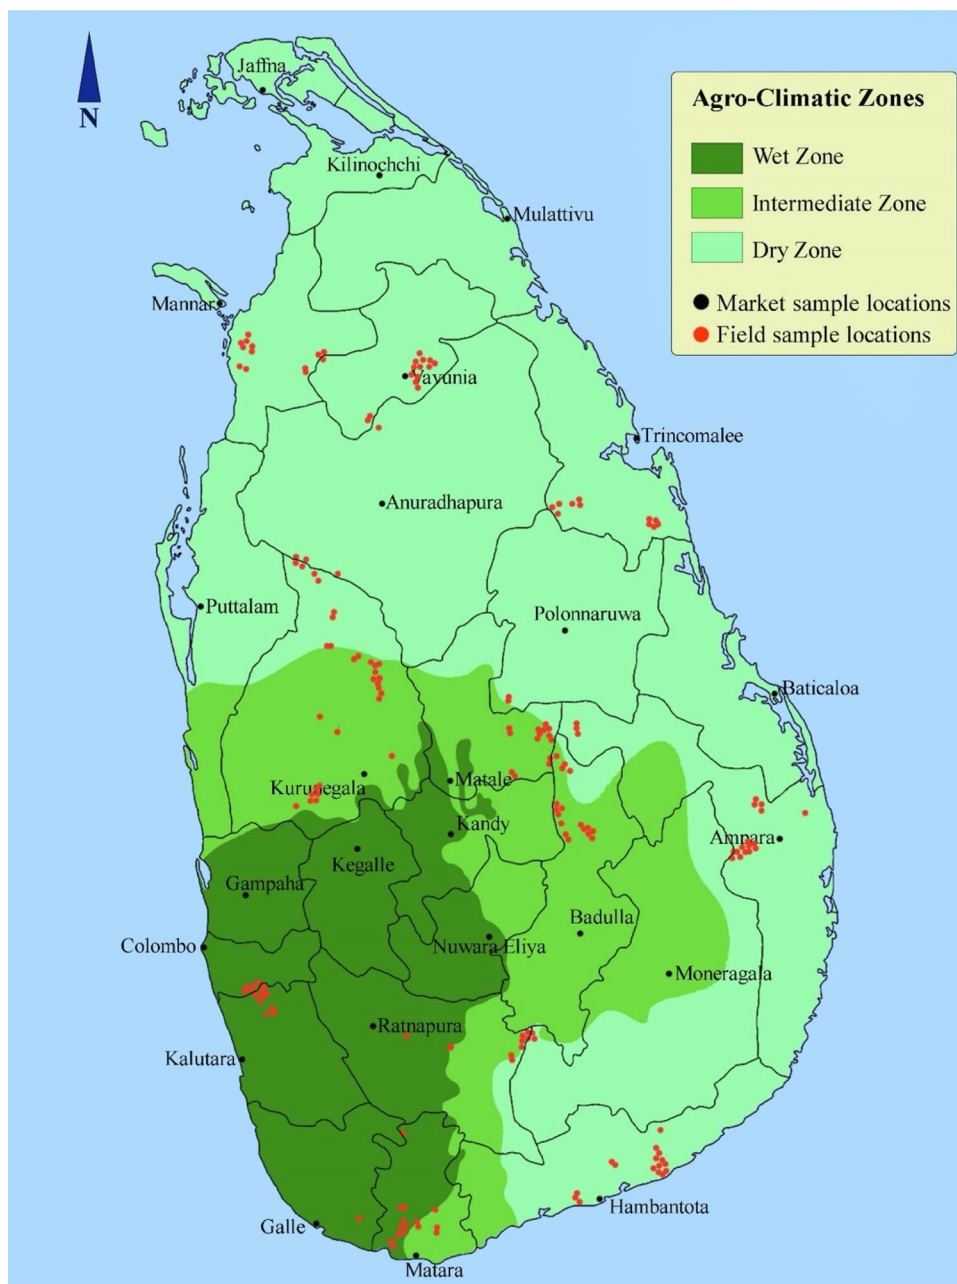 Jaffna
N
Agro-Climatic Zones
Wet Zone
Intermediate Zone
Dry Zone
Market sample locations
Field sample locations
Kilinochchi
Mulattivu
Mannar
Vavunia
Trincomalee
Anuradhapura
Puttalam
Polonnaruwa
Baticaloa
Kurunegala
Matale
Kandy
Ampara
Kegalle
Gampaha
Badulla
Colombo
Nuwara Eliya
Moneragala
Ratnapura
Kalutara
Hambantota
Galle
Matara